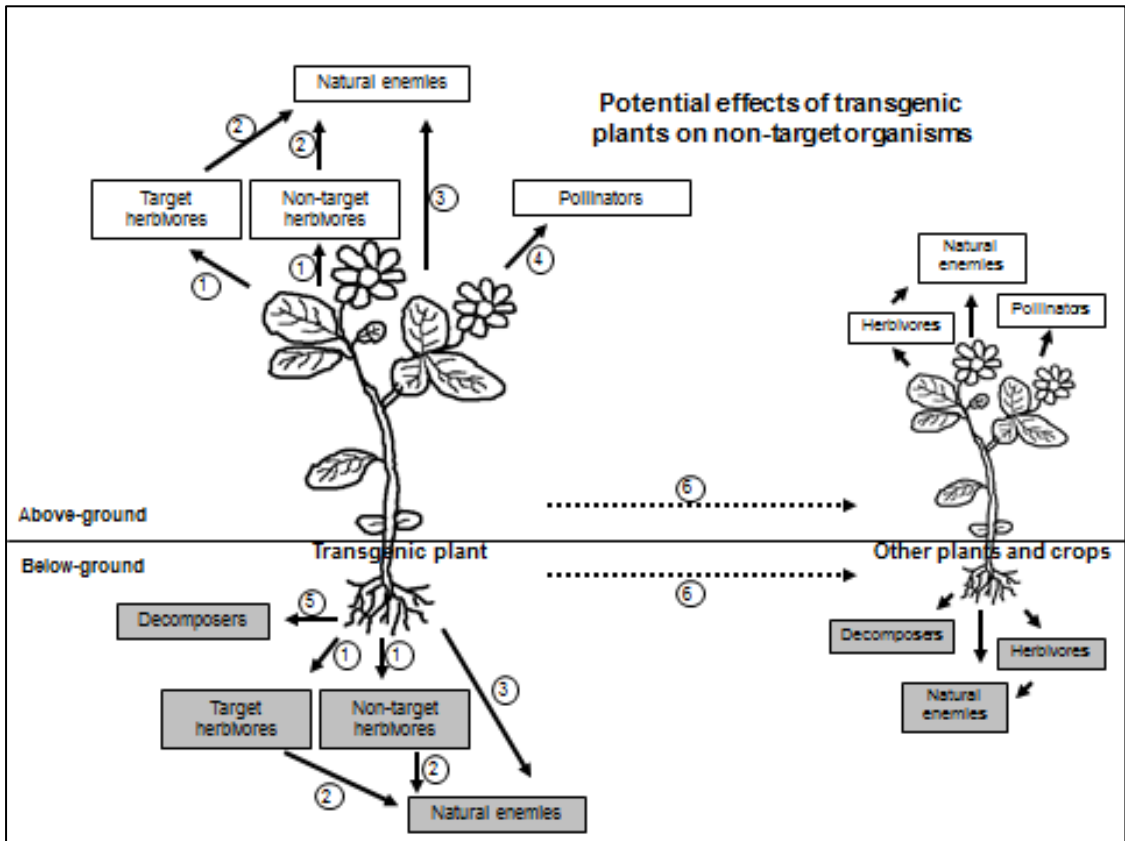 Natural enemies
Potential effects of transgenic
plants on non-target organisms
2
2
Target
herbivores
Non-target
herbivores
3
Pollinators
4
1
1
Natural
enemies
Herbivores
Pollinators
6
Above-ground
Transgenic plant
Other plants and crops
Below-ground
6
5
Decomposers
1
1
Decomposers
Herbivores
3
Target
herbivores
Non-target
herbivores
Natural
enemies
2
2
Natural enemies